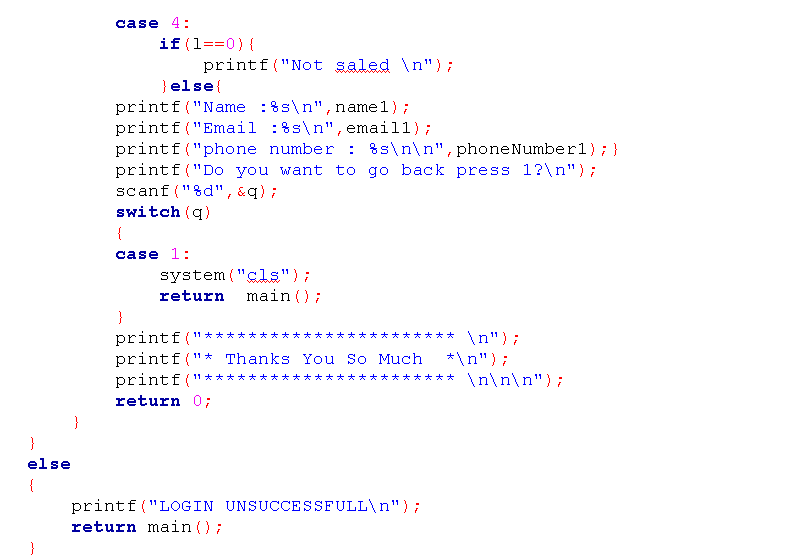 case 4:
if(l==0){
printf("Not saled \n");
}else{
printf("Name :%s\n",name1);
printf("Email :%s\n",email1);
printf("phone number : %s\n\n",phoneNumber1);}
printf("Do you want to go back press 1?\n");
scanf("%d",&q);
switch(q)
{
case 1:
system("cls");
return  main();
}
printf("*********************** \n");
printf("* Thanks You So Much  *\n");
printf("*********************** \n\n\n");
return 0;
}
}
else
{
printf("LOGIN UNSUCCESSFULL\n");
return main();
}